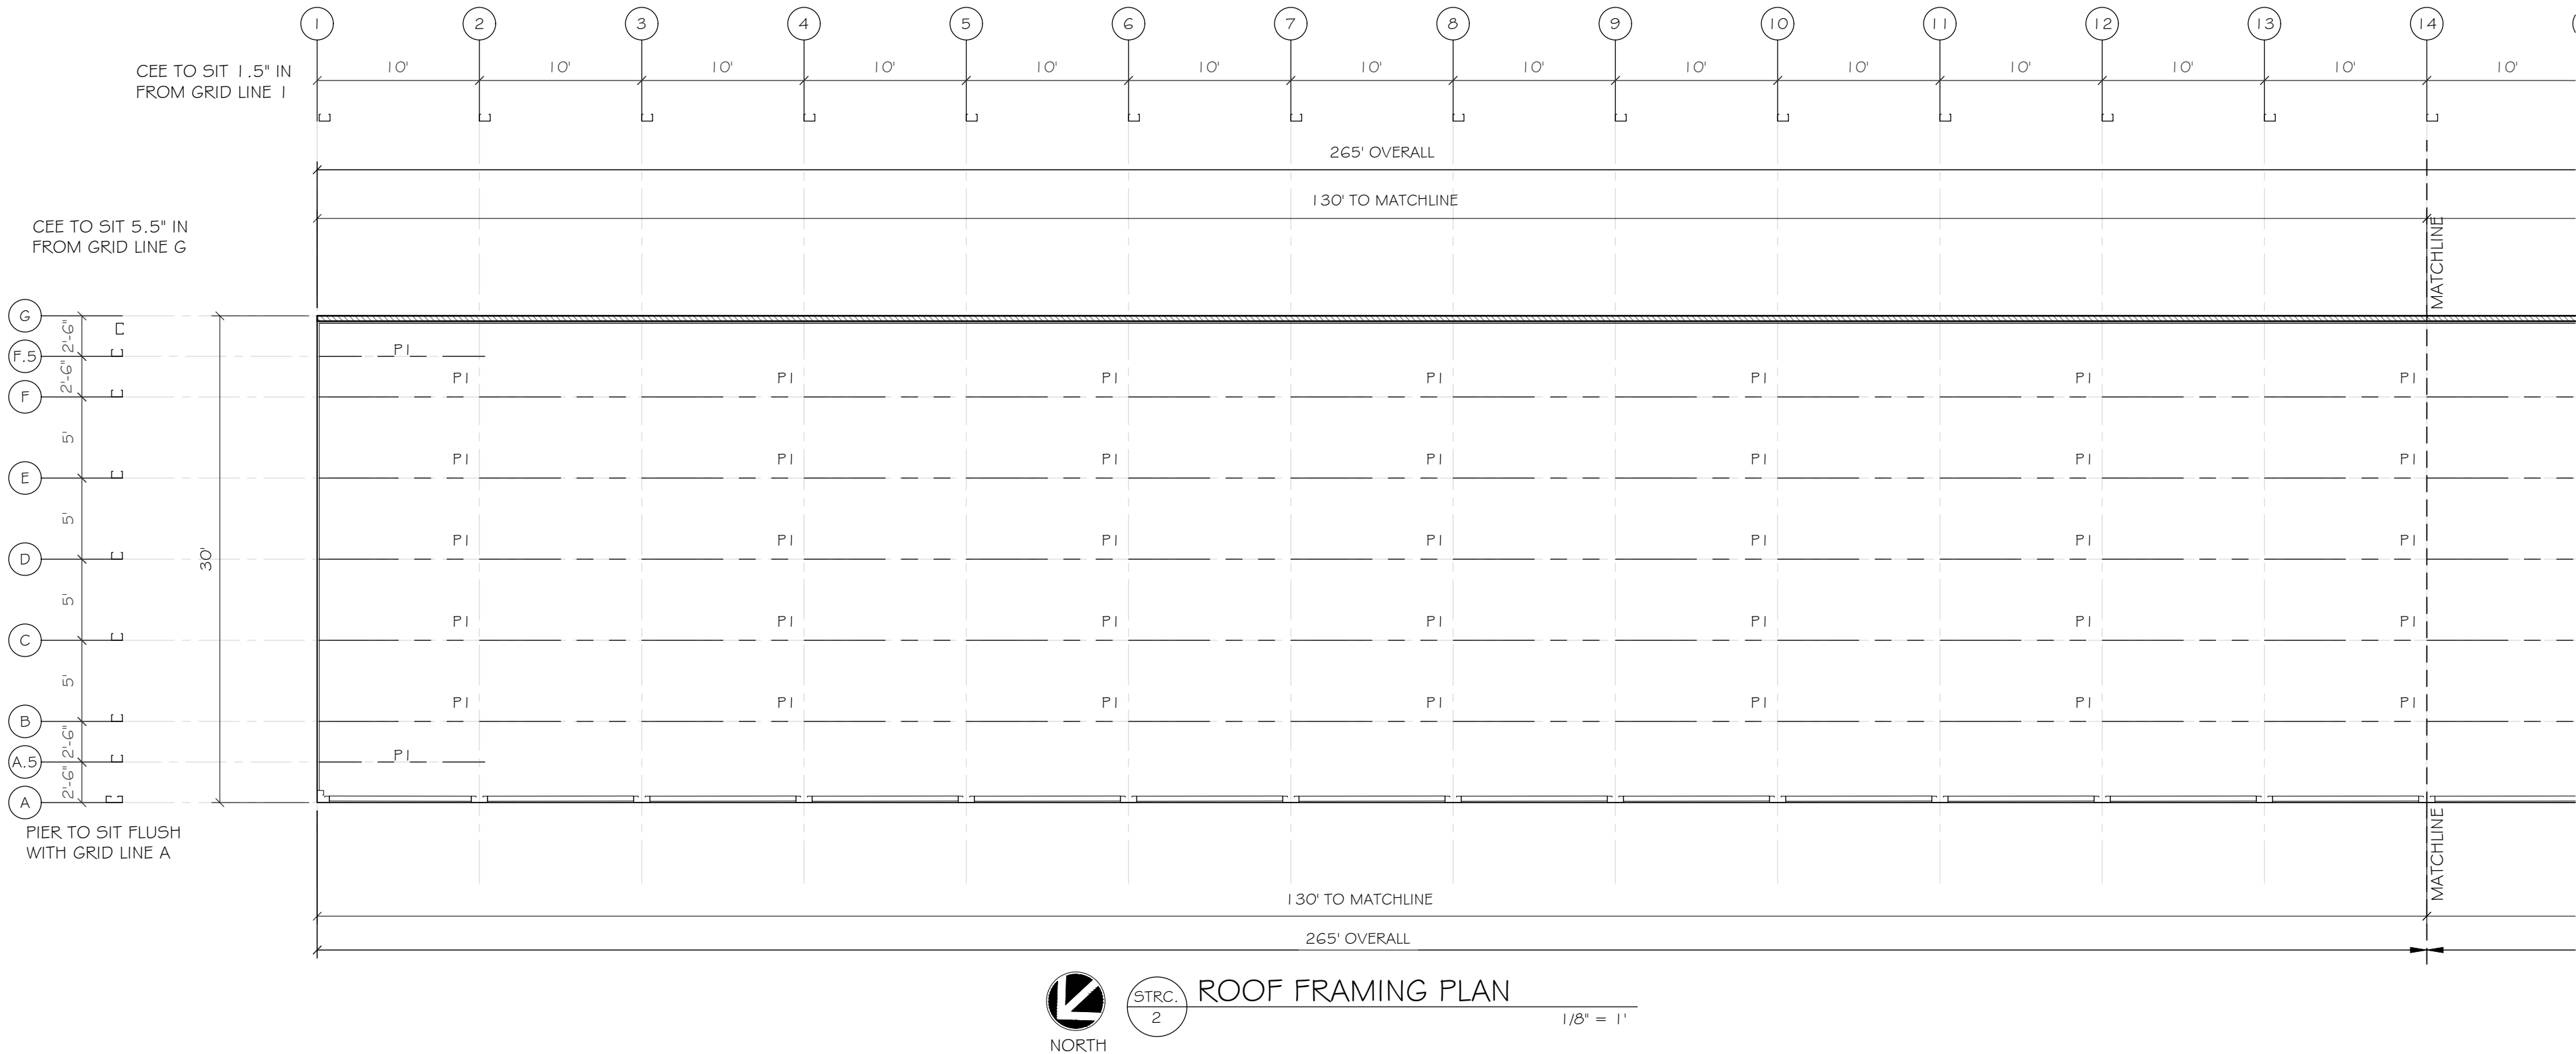 1 2 3 4 5 6 7 8 9 10 11 12 13 14
10' 10' 10' 10' 10' 10' 10' 10' 10' 10' 10' 10' 10' 10'
CEE TO SIT 1.5" IN
FROM GRID LINE 1
265' OVERALL
130' TO MATCHLINE
CEE TO SIT 5.5" IN
FROM GRID LINE G
MATCHLINE
G
2'-6"
F.5
P1
2'-6"
P1 P1 P1 P1 P1 P1 P1
F
5'
P1 P1 P1 P1 P1 P1 P1
E
5'
P1 P1 P1 P1 P1 P1 P1
D
30'
5'
P1 P1 P1 P1 P1 P1 P1
C
5'
P1 P1 P1 P1 P1 P1 P1
B
2'-6"
P1
A.5
2'-6"
A
PIER TO SIT FLUSH
WITH GRID LINE A
MATCHLINE
130' TO MATCHLINE
265' OVERALL
STRC.
2
ROOF FRAMING PLAN
1/8" = 1'
NORTH